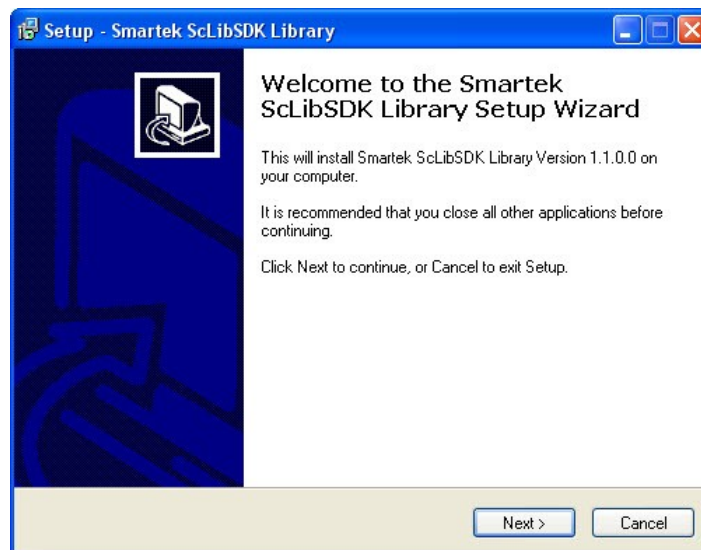 Setup - Smartek ScLibSDK Library
Welcome to the Smartek
ScLibSDK Library Setup Wizard
This will install Smartek ScLibSDK Library Version 1.1.0.0 on
your computer.
It is recommended that you close all other applications before
continuing.
Click Next to continue, or Cancel to exit Setup.
Next >
Cancel